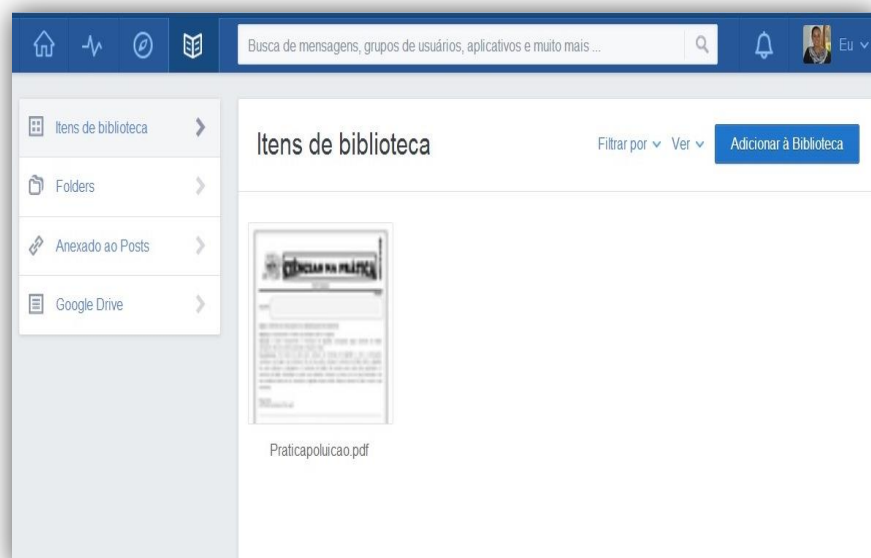 Busca de mensagens, grupos de usuários, aplicativos e muito mais ...
Eu
Itens de biblioteca
Folders
Anexado ao Posts
Google Drive
Itens de biblioteca
Filtrar por
Ver
Adicionar à Biblioteca
CIÊNCIAS NA PRÁTICA
Praticapoluicao.pdf